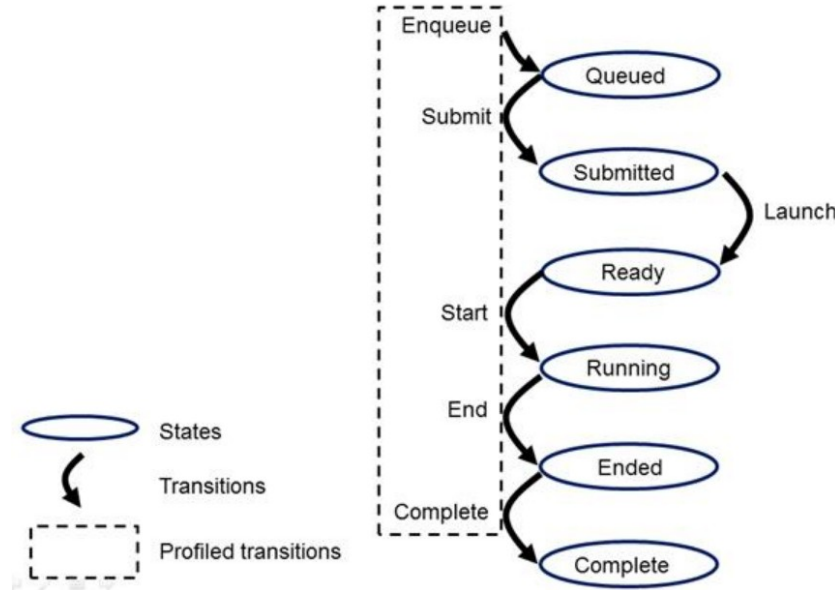 Enqueue
Queued
Submit
Submitted
Launch
Ready
Start
Running
End
Ended
Complete
Complete
States
Transitions
Profiled transitions